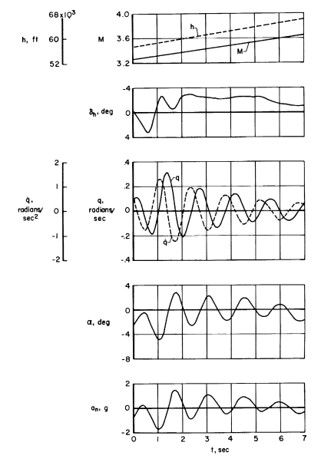 68x10³ 4.0
h, ft 60 M 3.6 h M
52 3.2
4
δh, deg 0
-4
2 .4
q̇, radians/sec² 1 q, radians/sec .2 q
0 0
-1 .2 q̇
-2 .4
4
α, deg 0
-4
-8
2
aₙ, g 0
-2
0 1 2 3 4 5 6 7
t, sec